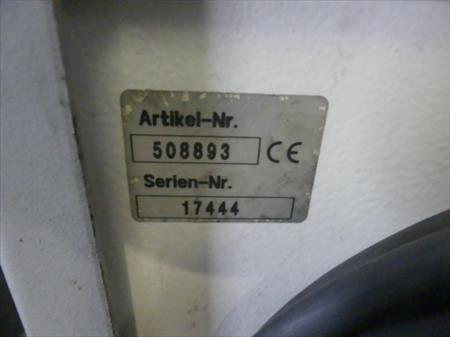 Artikel-Nr.
508893 CE
Serien-Nr.
17444